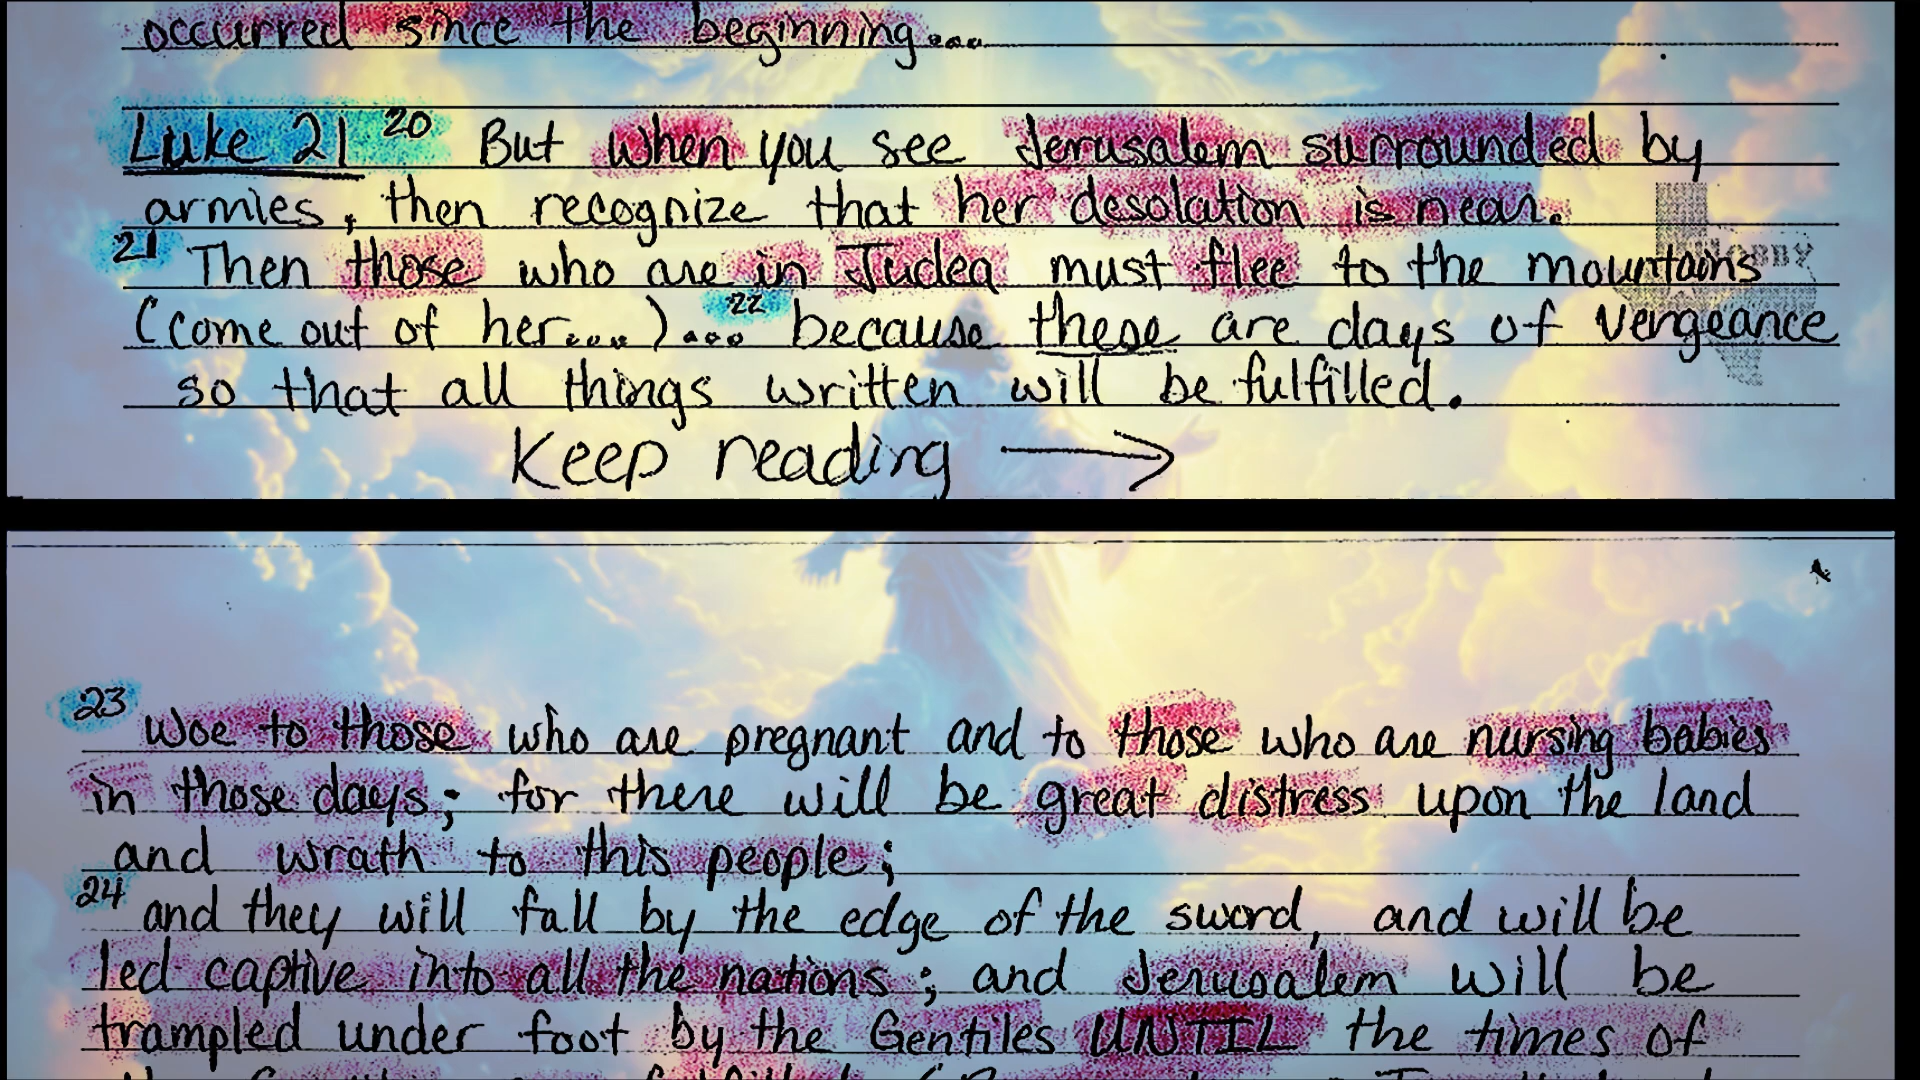 occurred since the beginning...
Luke 21 20 But when you see Jerusalem surrounded by
armies, then recognize that her desolation is near.
21 Then those who are in Judea must flee to the mountains
(come out of her...)...22 because these are days of vengeance
so that all things written will be fulfilled.
Keep reading →
23 Woe to those who are pregnant and to those who are nursing babies
in those days; for there will be great distress upon the land
and wrath to this people;
24 and they will fall by the edge of the sword, and will be
led captive into all the nations; and Jerusalem will be
trampled under foot by the Gentiles UNTIL the times of